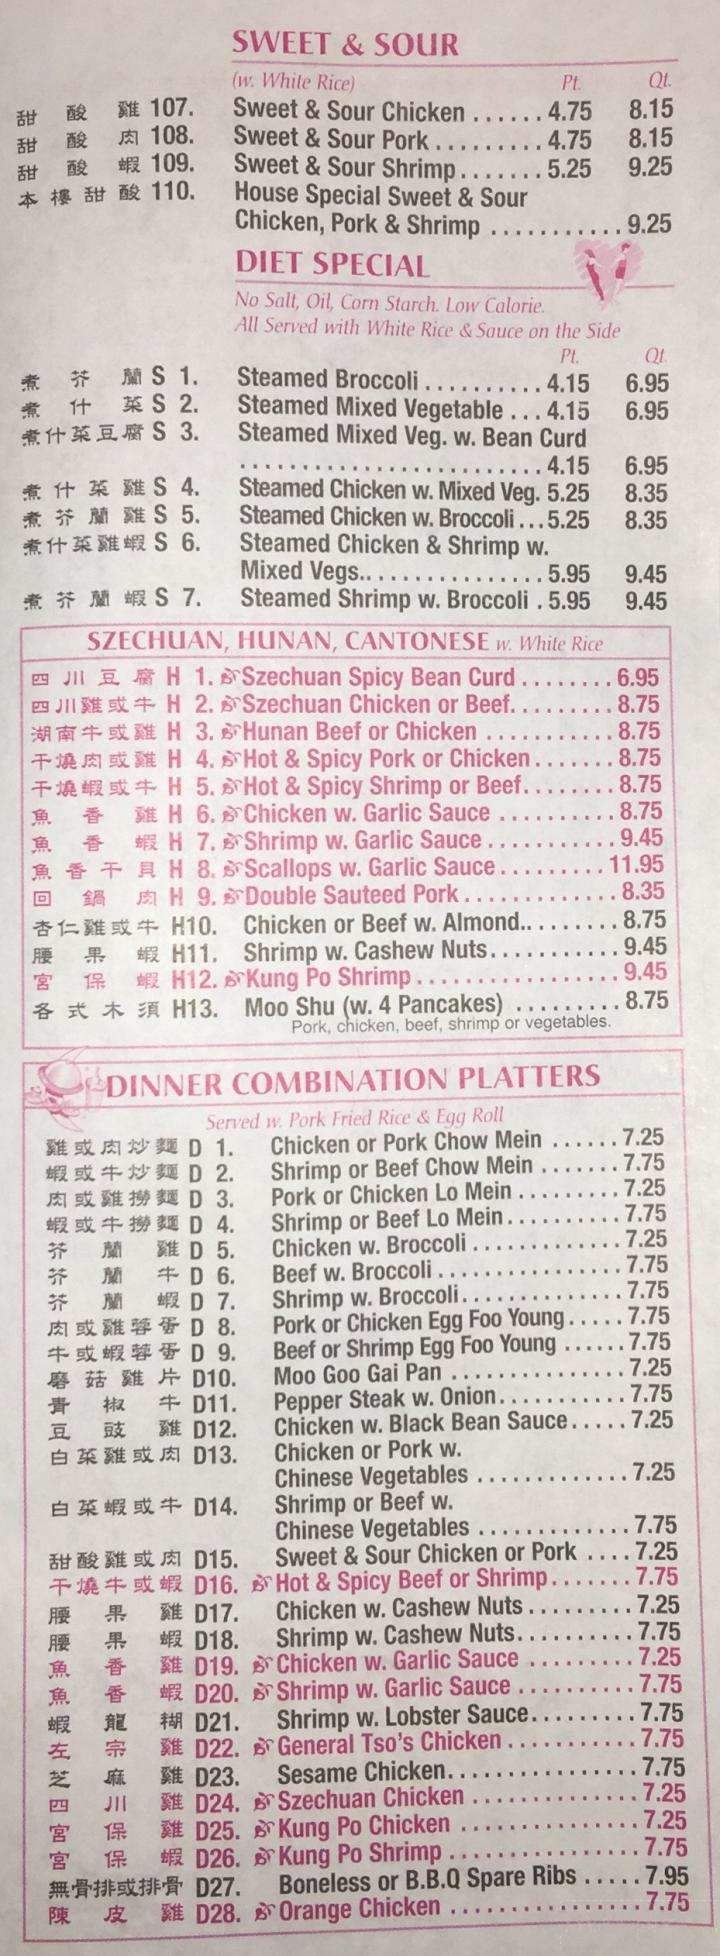 SWEET & SOUR
(w. White Rice) Pt. Qt.
甜 酸 雞 107. Sweet & Sour Chicken ...... 4.75 8.15
甜 酸 肉 108. Sweet & Sour Pork .......... 4.75 8.15
甜 酸 蝦 109. Sweet & Sour Shrimp ....... 5.25 9.25
本 樓 甜 酸 110. House Special Sweet & Sour
Chicken, Pork & Shrimp ........... 9.25
DIET SPECIAL
No Salt, Oil, Corn Starch. Low Calorie.
All Served with White Rice & Sauce on the Side
Pt. Qt.
煮 芥 蘭 S 1. Steamed Broccoli .......... 4.15 6.95
煮 什 菜 S 2. Steamed Mixed Vegetable ... 4.15 6.95
煮什菜豆腐 S 3. Steamed Mixed Veg. w. Bean Curd
......................... 4.15 6.95
煮 什 菜 雞 S 4. Steamed Chicken w. Mixed Veg. 5.25 8.35
煮 芥 蘭 雞 S 5. Steamed Chicken w. Broccoli ... 5.25 8.35
煮什菜雞蝦 S 6. Steamed Chicken & Shrimp w.
Mixed Vegs.. .............. 5.95 9.45
煮 芥 蘭 蝦 S 7. Steamed Shrimp w. Broccoli . 5.95 9.45
SZECHUAN, HUNAN, CANTONESE w. White Rice
四 川 豆 腐 H 1. Szechuan Spicy Bean Curd ........ 6.95
四川雞或牛 H 2. Szechuan Chicken or Beef......... 8.75
湖南牛或雞 H 3. Hunan Beef or Chicken ........... 8.75
干燒肉或雞 H 4. Hot & Spicy Pork or Chicken....... 8.75
干燒蝦或牛 H 5. Hot & Spicy Shrimp or Beef........ 8.75
魚 香 雞 H 6. Chicken w. Garlic Sauce .......... 8.75
魚 香 蝦 H 7. Shrimp w. Garlic Sauce ........... 9.45
魚 香 干 貝 H 8. Scallops w. Garlic Sauce ......... 11.95
回 鍋 肉 H 9. Double Sauteed Pork ............. 8.35
杏仁雞或牛 H10. Chicken or Beef w. Almond......... 8.75
腰 果 蝦 H11. Shrimp w. Cashew Nuts........... 9.45
宮 保 蝦 H12. Kung Po Shrimp ................. 9.45
各 式 木 須 H13. Moo Shu (w. 4 Pancakes) ......... 8.75
Pork, chicken, beef, shrimp or vegetables.
DINNER COMBINATION PLATTERS
Served w. Pork Fried Rice & Egg Roll
雞或肉炒麵 D 1. Chicken or Pork Chow Mein ...... 7.25
蝦或牛炒麵 D 2. Shrimp or Beef Chow Mein ....... 7.75
肉或雞撈麵 D 3. Pork or Chicken Lo Mein ......... 7.25
蝦或牛撈麵 D 4. Shrimp or Beef Lo Mein.......... 7.75
芥 蘭 雞 D 5. Chicken w. Broccoli ............. 7.25
芥 蘭 牛 D 6. Beef w. Broccoli ................ 7.75
芥 蘭 蝦 D 7. Shrimp w. Broccoli.............. 7.75
肉或雞蓉蛋 D 8. Pork or Chicken Egg Foo Young..... 7.75
牛或蝦蓉蛋 D 9. Beef or Shrimp Egg Foo Young ...... 7.75
磨 菇 雞 片 D10. Moo Goo Gai Pan ................ 7.25
青 椒 牛 D11. Pepper Steak w. Onion........... 7.75
豆 豉 雞 D12. Chicken w. Black Bean Sauce..... 7.25
白菜雞或肉 D13. Chicken or Pork w.
Chinese Vegetables ............. 7.25
白菜蝦或牛 D14. Shrimp or Beef w.
Chinese Vegetables ............. 7.75
甜酸雞或肉 D15. Sweet & Sour Chicken or Pork .... 7.25
干燒牛或蝦 D16. Hot & Spicy Beef or Shrimp....... 7.75
腰 果 雞 D17. Chicken w. Cashew Nuts ......... 7.25
腰 果 蝦 D18. Shrimp w. Cashew Nuts.......... 7.75
魚 香 雞 D19. Chicken w. Garlic Sauce ......... 7.25
魚 香 蝦 D20. Shrimp w. Garlic Sauce .......... 7.75
蝦 龍 糊 D21. Shrimp w. Lobster Sauce......... 7.75
左 宗 雞 D22. General Tso's Chicken ........... 7.75
芝 麻 雞 D23. Sesame Chicken................. 7.75
四 川 雞 D24. Szechuan Chicken .............. 7.25
宮 保 雞 D25. Kung Po Chicken ............... 7.25
宮 保 蝦 D26. Kung Po Shrimp ................ 7.75
無骨排或排骨 D27. Boneless or B.B.Q Spare Ribs ..... 7.95
陳 皮 雞 D28. Orange Chicken ................ 7.75